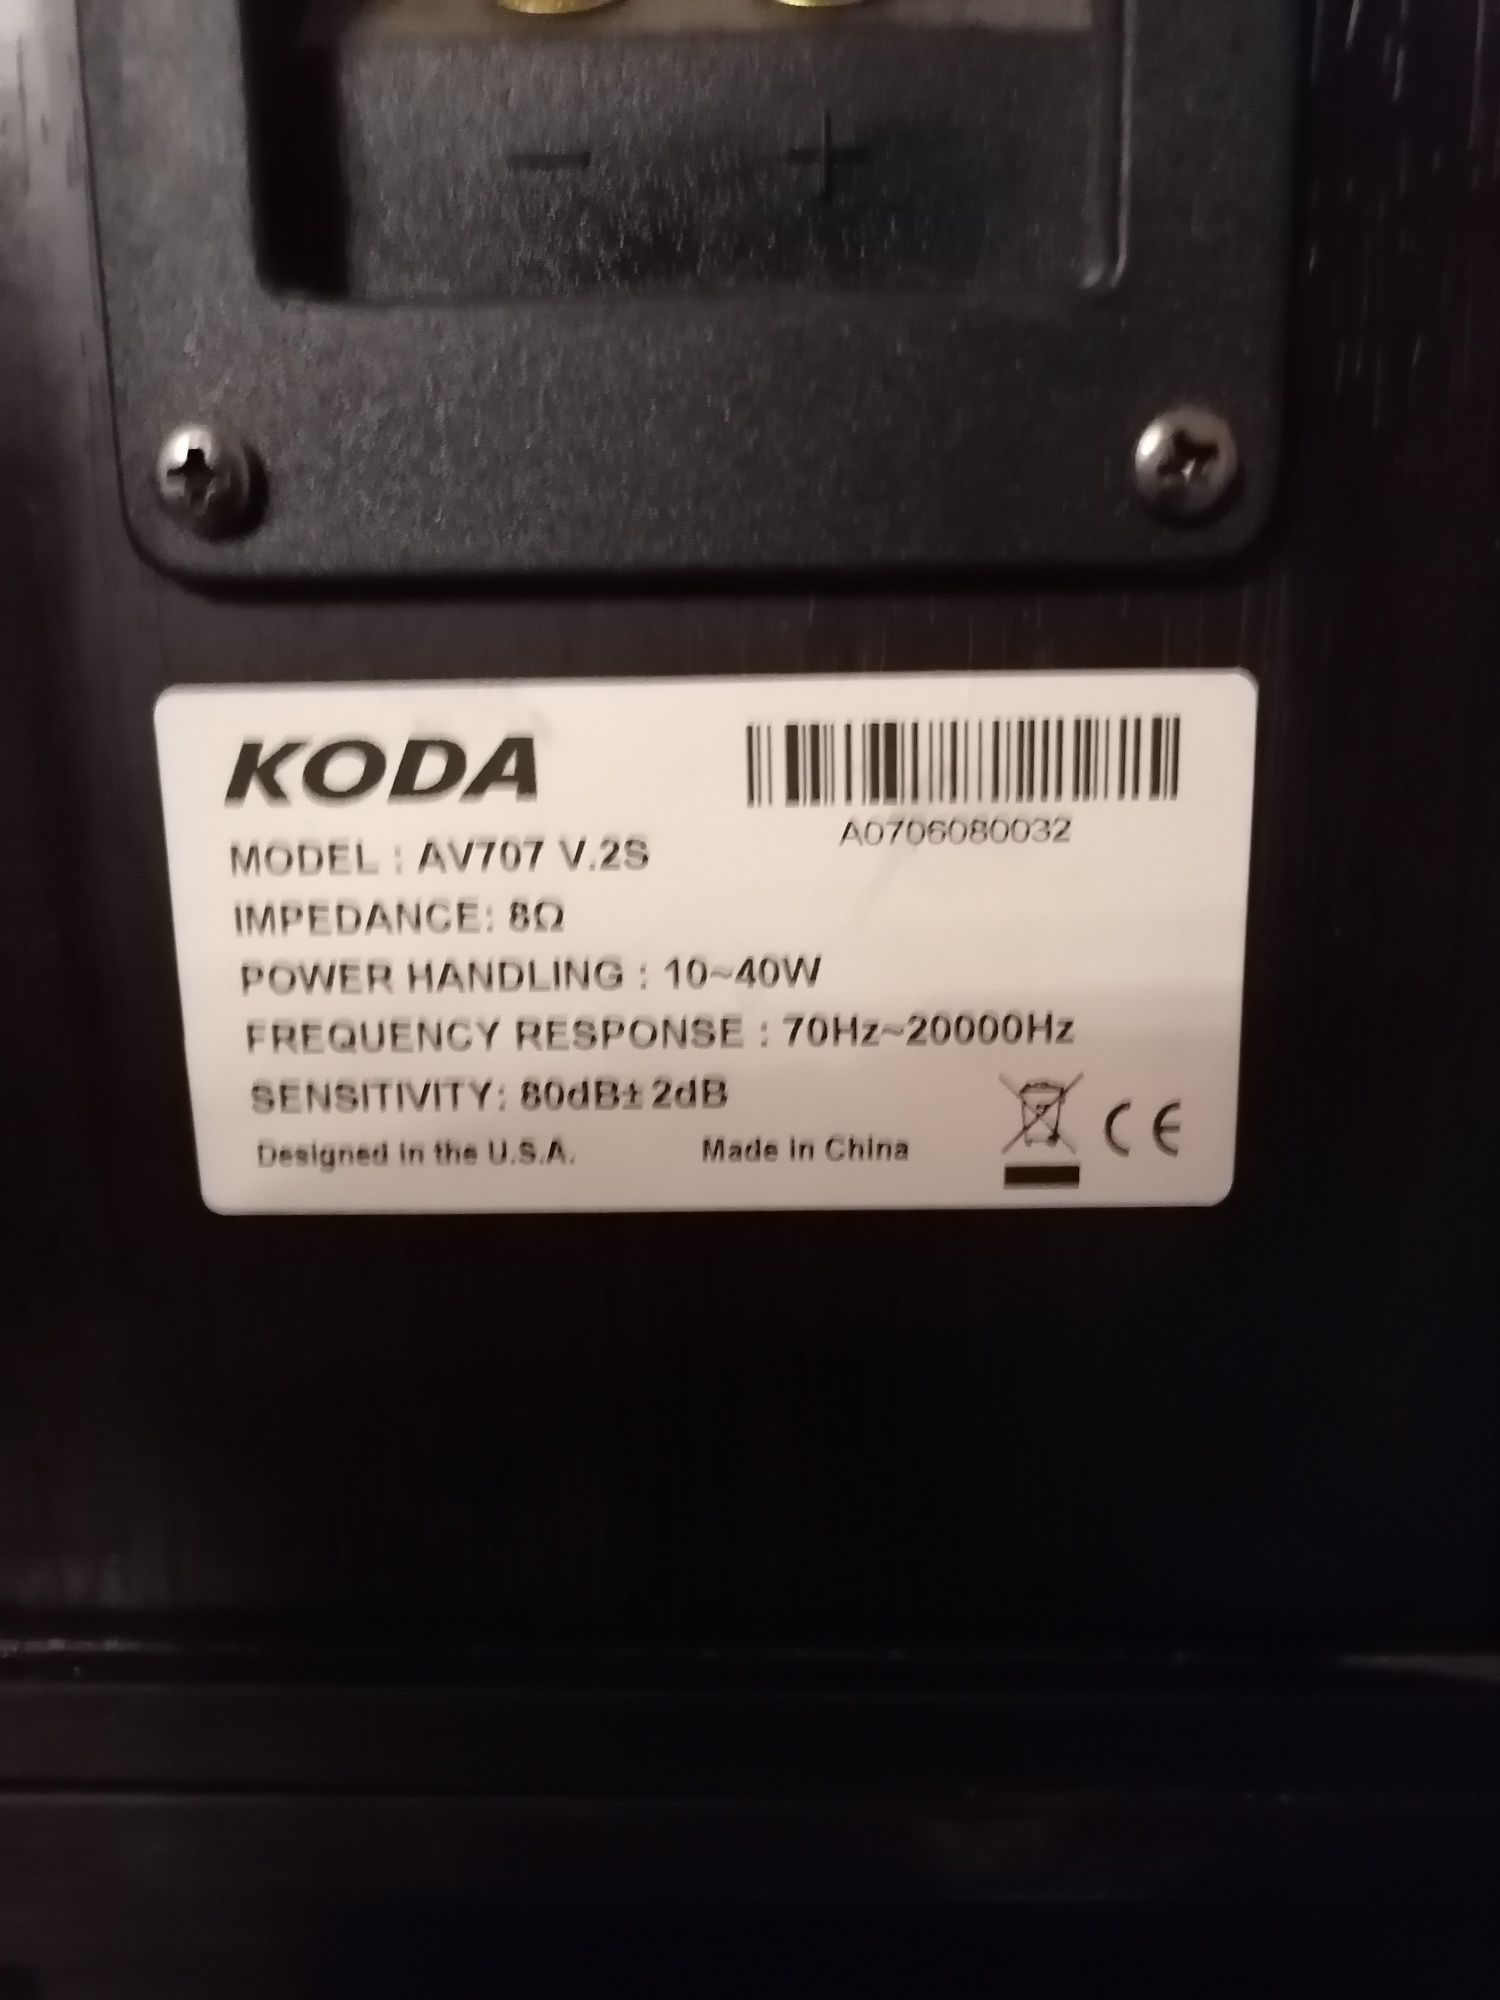 − +
KODA
A0706080032
MODEL : AV707 V.2S
IMPEDANCE: 8Ω
POWER HANDLING : 10~40W
FREQUENCY RESPONSE : 70Hz~20000Hz
SENSITIVITY: 80dB± 2dB
Designed in the U.S.A. Made in China
CE